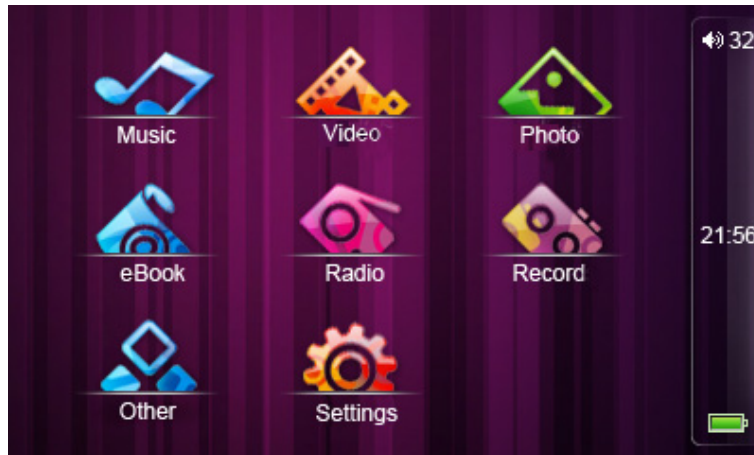 32
Music
Video
Photo
21:56
eBook
Radio
Record
Other
Settings